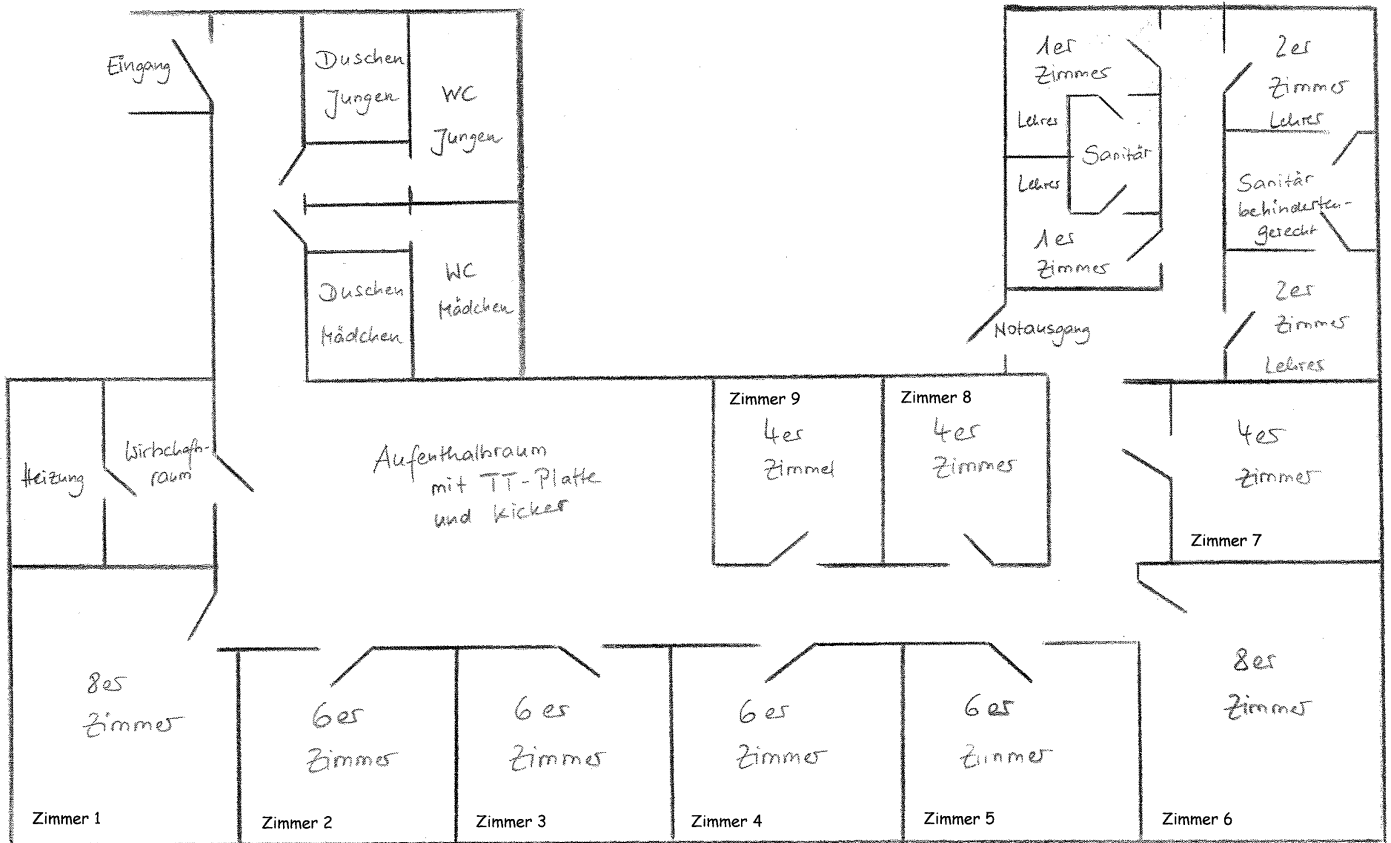 Eingang
Duschen
Jungen
WC
Jungen
Duschen
Mädchen
WC
Mädchen
1er
Zimmer
Lehrer
Sanitär
Lehrer
1er
Zimmer
2er
Zimmer
Lehrer
Sanitär
behinderten-
gerecht
2er
Zimmer
Lehrer
Notausgang
Heizung
Wirtschafts-
raum
Aufenthaltsraum
mit TT-Platte
und Kicker
Zimmer 9
4er
Zimmer
Zimmer 8
4er
Zimmer
4er
Zimmer
Zimmer 7
8er
Zimmer
Zimmer 1
6er
Zimmer
Zimmer 2
6er
Zimmer
Zimmer 3
6er
Zimmer
Zimmer 4
6er
Zimmer
Zimmer 5
8er
Zimmer
Zimmer 6